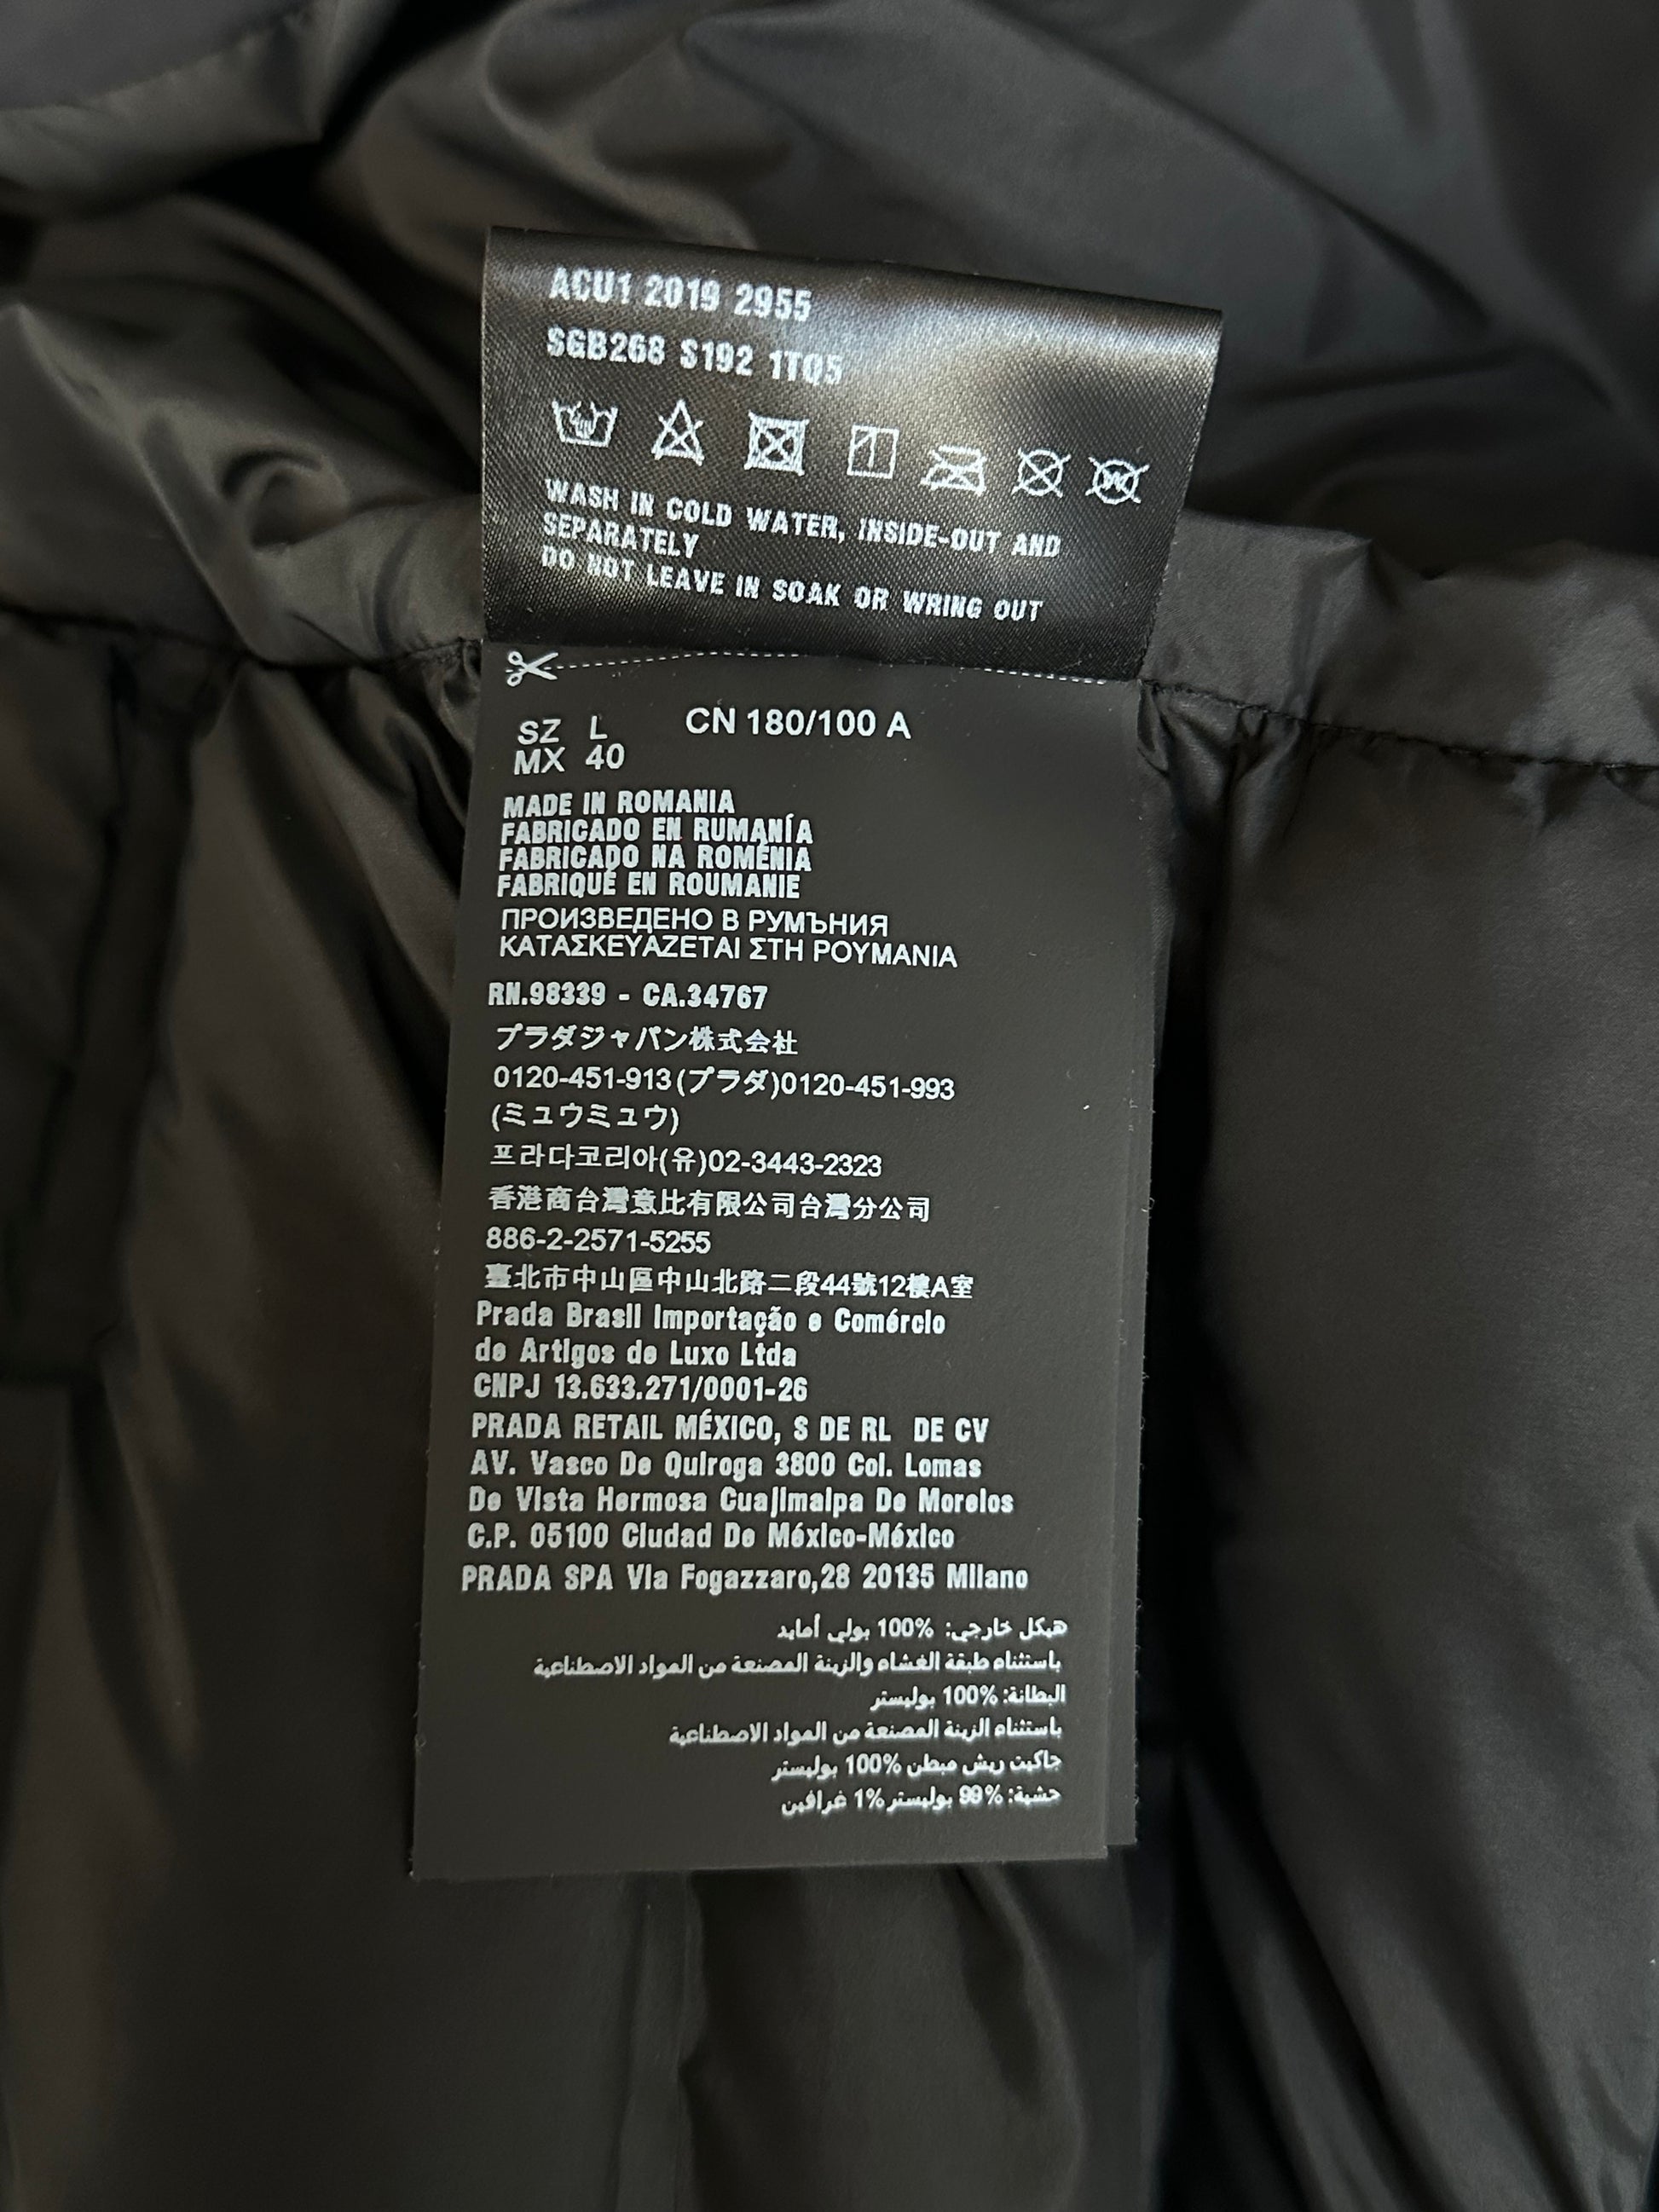 ACU1 2019 2955
SGB268 S192 1TQ5
WASH IN COLD WATER, INSIDE-OUT AND
SEPARATELY
DO NOT LEAVE IN SOAK OR WRING OUT
SZ L CN 180/100 A
MX 40
MADE IN ROMANIA
FABRICADO EN RUMANÍA
FABRICADO NA ROMÉNIA
FABRIQUÉ EN ROUMANIE
ПРОИЗВЕДЕНО В РУМЪНИЯ
ΚΑΤΑΣΚΕΥΑΖΕΤΑΙ ΣΤΗ ΡΟΥΜΑΝΙΑ
RN.98339 - CA.34767
プラダジャパン株式会社
0120-451-913(プラダ)0120-451-993
(ミュウミュウ)
프라다코리아(유)02-3443-2323
香港商台灣意比有限公司台灣分公司
886-2-2571-5255
臺北市中山區中山北路二段44號12樓A室
Prada Brasil Importação e Comércio
de Artigos de Luxo Ltda
CNPJ 13.633.271/0001-26
PRADA RETAIL MÉXICO, S DE RL DE CV
AV. Vasco De Quiroga 3800 Col. Lomas
De Vista Hermosa Cuajimalpa De Morelos
C.P. 05100 Ciudad De México-México
PRADA SPA Via Fogazzaro,28 20135 Milano
هيكل خارجي: %100 بولي أمايد
باستثناء طبقة الغشاء والزينة المصنعة من المواد الاصطناعية
البطانة: %100 بوليستر
باستثناء الزينة المصنعة من المواد الاصطناعية
جاكيت ريش مبطن %100 بوليستر
حشية: %99 بوليستر %1 غرافين